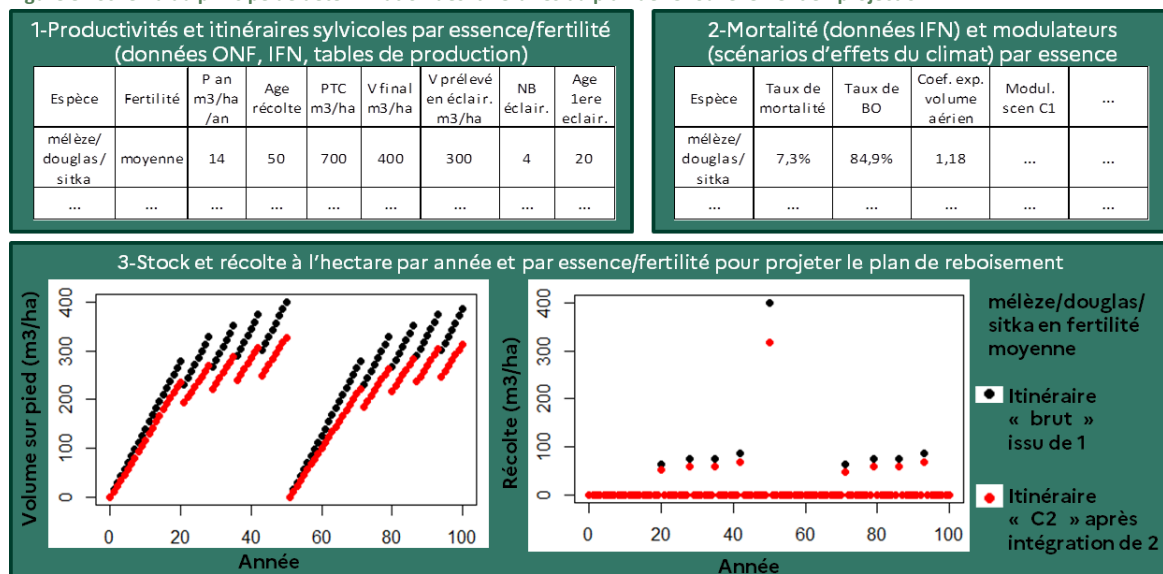 1-Productivités et itinéraires sylvicoles par essence/fertilité
(données ONF, IFN, tables de production)
Espèce Fertilité P an m3/ha /an Age récolte PTC m3/ha V final m3/ha V prélevé en éclair. m3/ha NB éclair. Age 1ere eclair.
mélèze/ douglas/ sitka moyenne 14 50 700 400 300 4 20
... ... ... ... ... ... ... ... ...
2-Mortalité (données IFN) et modulateurs
(scénarios d'effets du climat) par essence
Espèce Taux de mortalité Taux de BO Coef. exp. volume aérien Modul. scen C1 ...
mélèze/ douglas/ sitka 7,3% 84,9% 1,18 ... ...
... ... ... ... ... ...
3-Stock et récolte à l'hectare par année et par essence/fertilité pour projeter le plan de reboisement
Volume sur pied (m3/ha)
400
300
200
100
0
0 20 40 60 80 100
Année
Récolte (m3/ha)
400
300
200
100
0
0 20 40 60 80 100
Année
mélèze/douglas/
sitka en fertilité
moyenne
Itinéraire
« brut »
issu de 1
Itinéraire
« C2 » après
intégration de 2